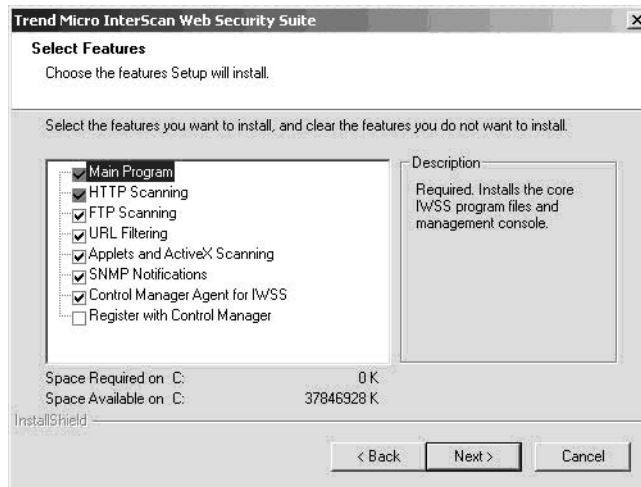 Trend Micro InterScan Web Security Suite
Select Features
Choose the features Setup will install.
Select the features you want to install, and clear the features you do not want to install.
Main Program
HTTP Scanning
FTP Scanning
URL Filtering
Applets and ActiveX Scanning
SNMP Notifications
Control Manager Agent for IWSS
Register with Control Manager
Description
Required. Installs the core
IWSS program files and
management console.
Space Required on C: 0 K
Space Available on C: 37846928 K
InstallShield
< Back
Next >
Cancel